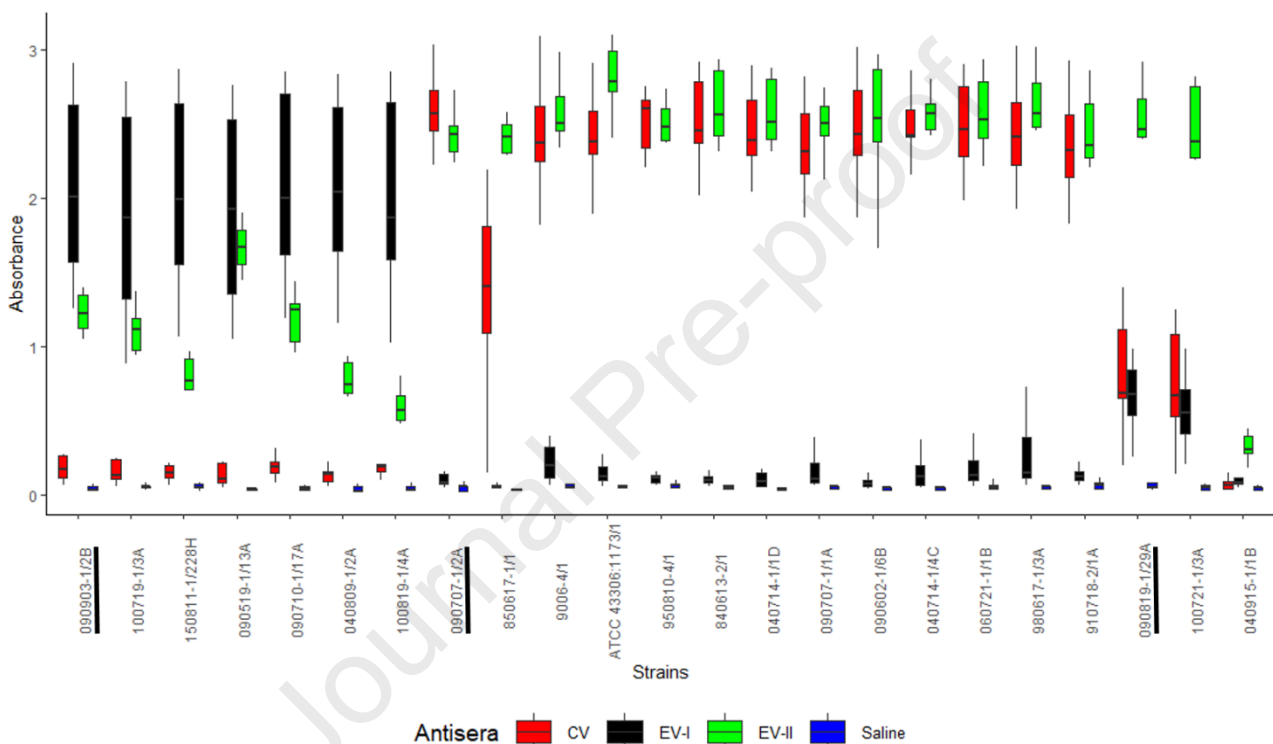 Absorbance
3
2
1
0
090903-1/2B
100719-1/3A
150811-1/228H
090519-1/13A
090710-1/17A
040809-1/2A
100819-1/4A
090707-1/2A
850617-1/1
9006-4/1
ATCC 43306:1173/1
950810-4/1
840613-2/1
040714-1/1D
090707-1/1A
090602-1/6B
040714-1/4C
060721-1/1B
980617-1/3A
910718-2/1A
090819-1/29A
100721-1/3A
040915-1/1B
Strains
Antisera CV EV-I EV-II Saline
Journal Pre-proof